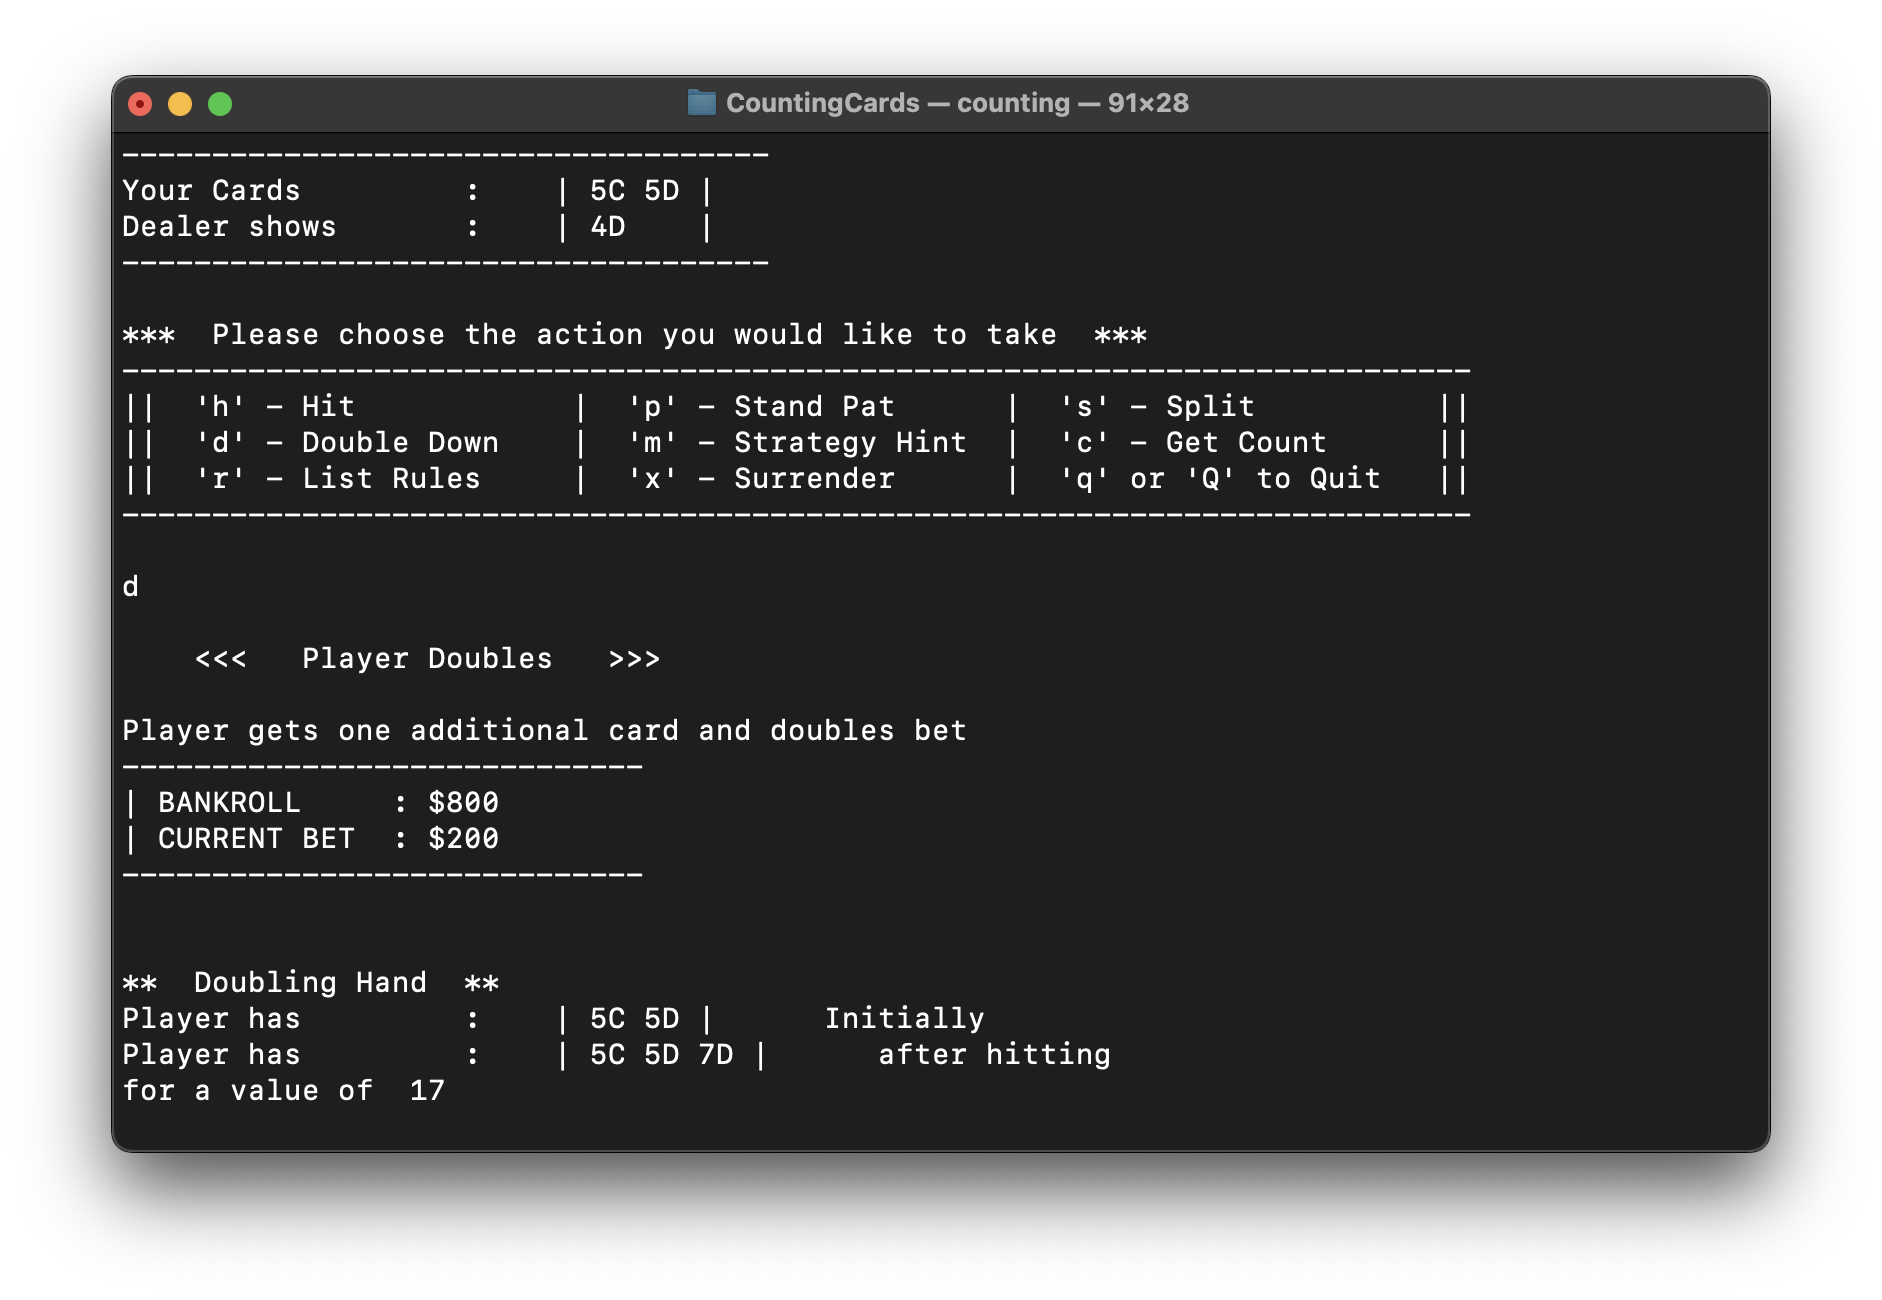 CountingCards — counting — 91×28
------------------------------------
Your Cards         :    | 5C 5D |
Dealer shows       :    | 4D    |
------------------------------------
***  Please choose the action you would like to take  ***
---------------------------------------------------------------------------
||  'h' - Hit            |  'p' - Stand Pat      |  's' - Split          ||
||  'd' - Double Down    |  'm' - Strategy Hint  |  'c' - Get Count      ||
||  'r' - List Rules     |  'x' - Surrender      |  'q' or 'Q' to Quit   ||
---------------------------------------------------------------------------
d
    <<<   Player Doubles   >>>
Player gets one additional card and doubles bet
-----------------------------
| BANKROLL     : $800
| CURRENT BET  : $200
-----------------------------
**  Doubling Hand  **
Player has         :    | 5C 5D |      Initially
Player has         :    | 5C 5D 7D |      after hitting
for a value of  17